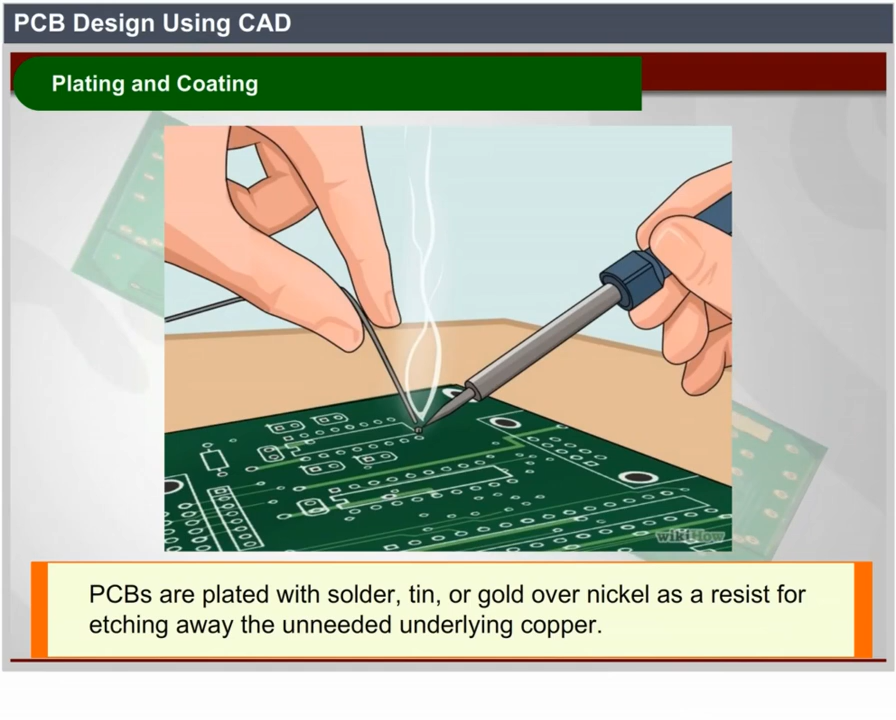 PCB Design Using CAD
Plating and Coating
wikiHow
PCBs are plated with solder, tin, or gold over nickel as a resist for
etching away the unneeded underlying copper.